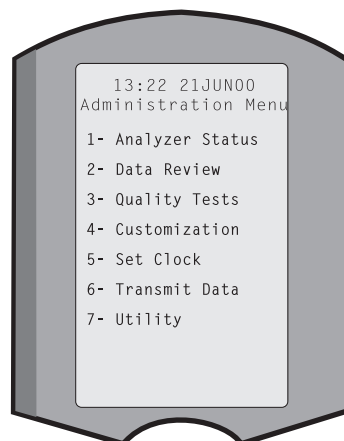 13:22 21JUN00
Administration Menu
1- Analyzer Status
2- Data Review
3- Quality Tests
4- Customization
5- Set Clock
6- Transmit Data
7- Utility